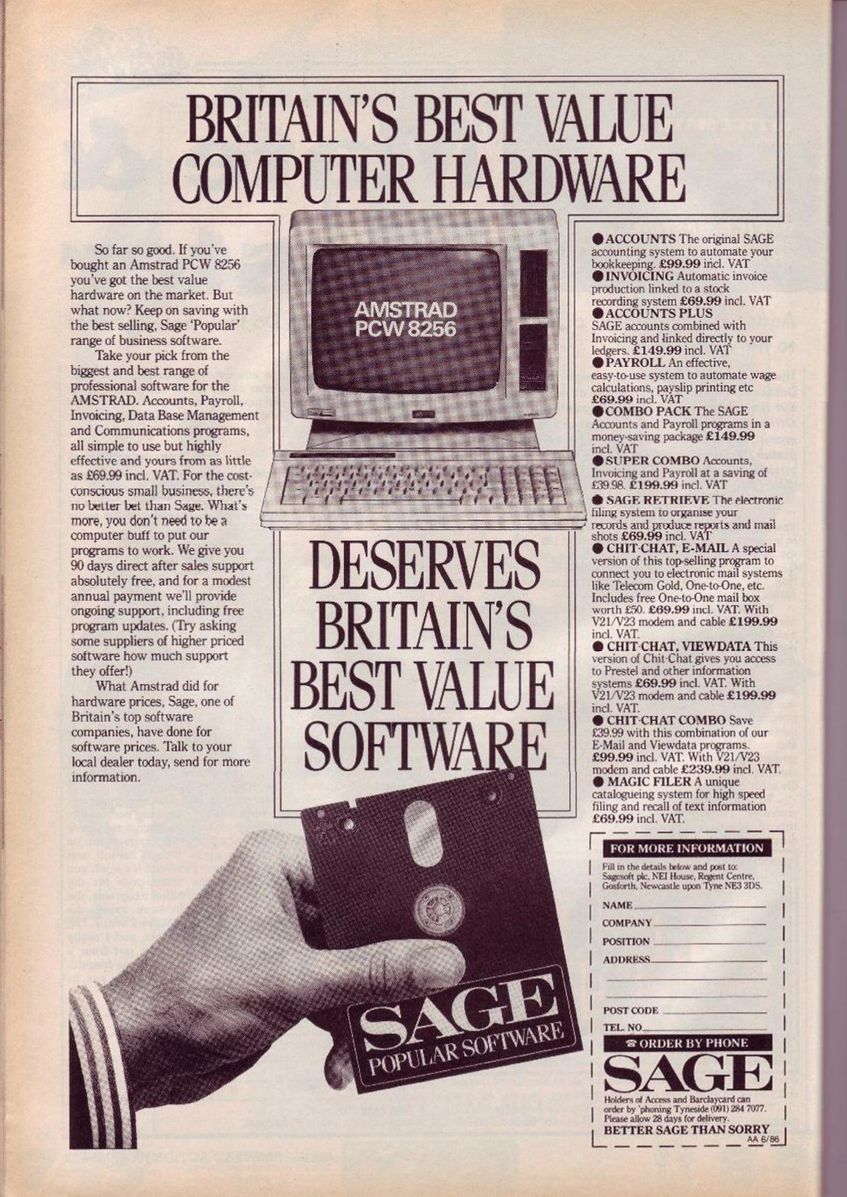 BRITAIN'S BEST VALUE
COMPUTER HARDWARE
So far so good. If you've
bought an Amstrad PCW 8256
you've got the best value
hardware on the market. But
what now? Keep on saving with
the best selling, Sage 'Popular'
range of business software.
Take your pick from the
biggest and best range of
professional software for the
AMSTRAD. Accounts, Payroll,
Invoicing, Data Base Management
and Communications programs,
all simple to use but highly
effective and yours from as little
as £69.99 incl. VAT. For the cost-
conscious small business, there's
no better bet than Sage. What's
more, you don't need to be a
computer buff to put our
programs to work. We give you
90 days direct after sales support
absolutely free, and for a modest
annual payment we'll provide
ongoing support, including free
program updates. (Try asking
some suppliers of higher priced
software how much support
they offer!)
What Amstrad did for
hardware prices, Sage, one of
Britain's top software
companies, have done for
software prices. Talk to your
local dealer today, send for more
information.
AMSTRAD
PCW 8256
DESERVES
BRITAIN'S
BEST VALUE
SOFTWARE
SAGE
POPULAR SOFTWARE
● ACCOUNTS The original SAGE
accounting system to automate your
bookkeeping. £99.99 incl. VAT
● INVOICING Automatic invoice
production linked to a stock
recording system £69.99 incl. VAT
● ACCOUNTS PLUS
SAGE accounts combined with
Invoicing and linked directly to your
ledgers. £149.99 incl. VAT
● PAYROLL An effective,
easy-to-use system to automate wage
calculations, payslip printing etc
£69.99 incl. VAT
● COMBO PACK The SAGE
Accounts and Payroll programs in a
money-saving package £149.99
incl. VAT
● SUPER COMBO Accounts,
Invoicing and Payroll at a saving of
£39.98. £199.99 incl. VAT
● SAGE RETRIEVE The electronic
filing system to organise your
records and produce reports and mail
shots £69.99 incl. VAT
● CHIT-CHAT, E-MAIL A special
version of this top-selling program to
connect you to electronic mail systems
like Telecom Gold, One-to-One, etc.
Includes free One-to-One mail box
worth £50. £69.99 incl. VAT. With
V21/V23 modem and cable £199.99
incl. VAT.
● CHIT-CHAT, VIEWDATA This
version of Chit-Chat gives you access
to Prestel and other information
systems £69.99 incl. VAT. With
V21/V23 modem and cable £199.99
incl. VAT.
● CHIT-CHAT COMBO Save
£39.99 with this combination of our
E-Mail and Viewdata programs.
£99.99 incl. VAT. With V21/V23
modem and cable £239.99 incl. VAT.
● MAGIC FILER A unique
catalogueing system for high speed
filing and recall of text information
£69.99 incl. VAT.
FOR MORE INFORMATION
Fill in the details below and post to:
Sagesoft plc, NEI House, Regent Centre,
Gosforth, Newcastle upon Tyne NE3 3DS.
NAME
COMPANY
POSITION
ADDRESS
POST CODE
TEL. NO.
☎ ORDER BY PHONE
SAGE
Holders of Access and Barclaycard can
order by 'phoning Tyneside (091) 284 7077.
Please allow 28 days for delivery.
BETTER SAGE THAN SORRY
AA 6/86